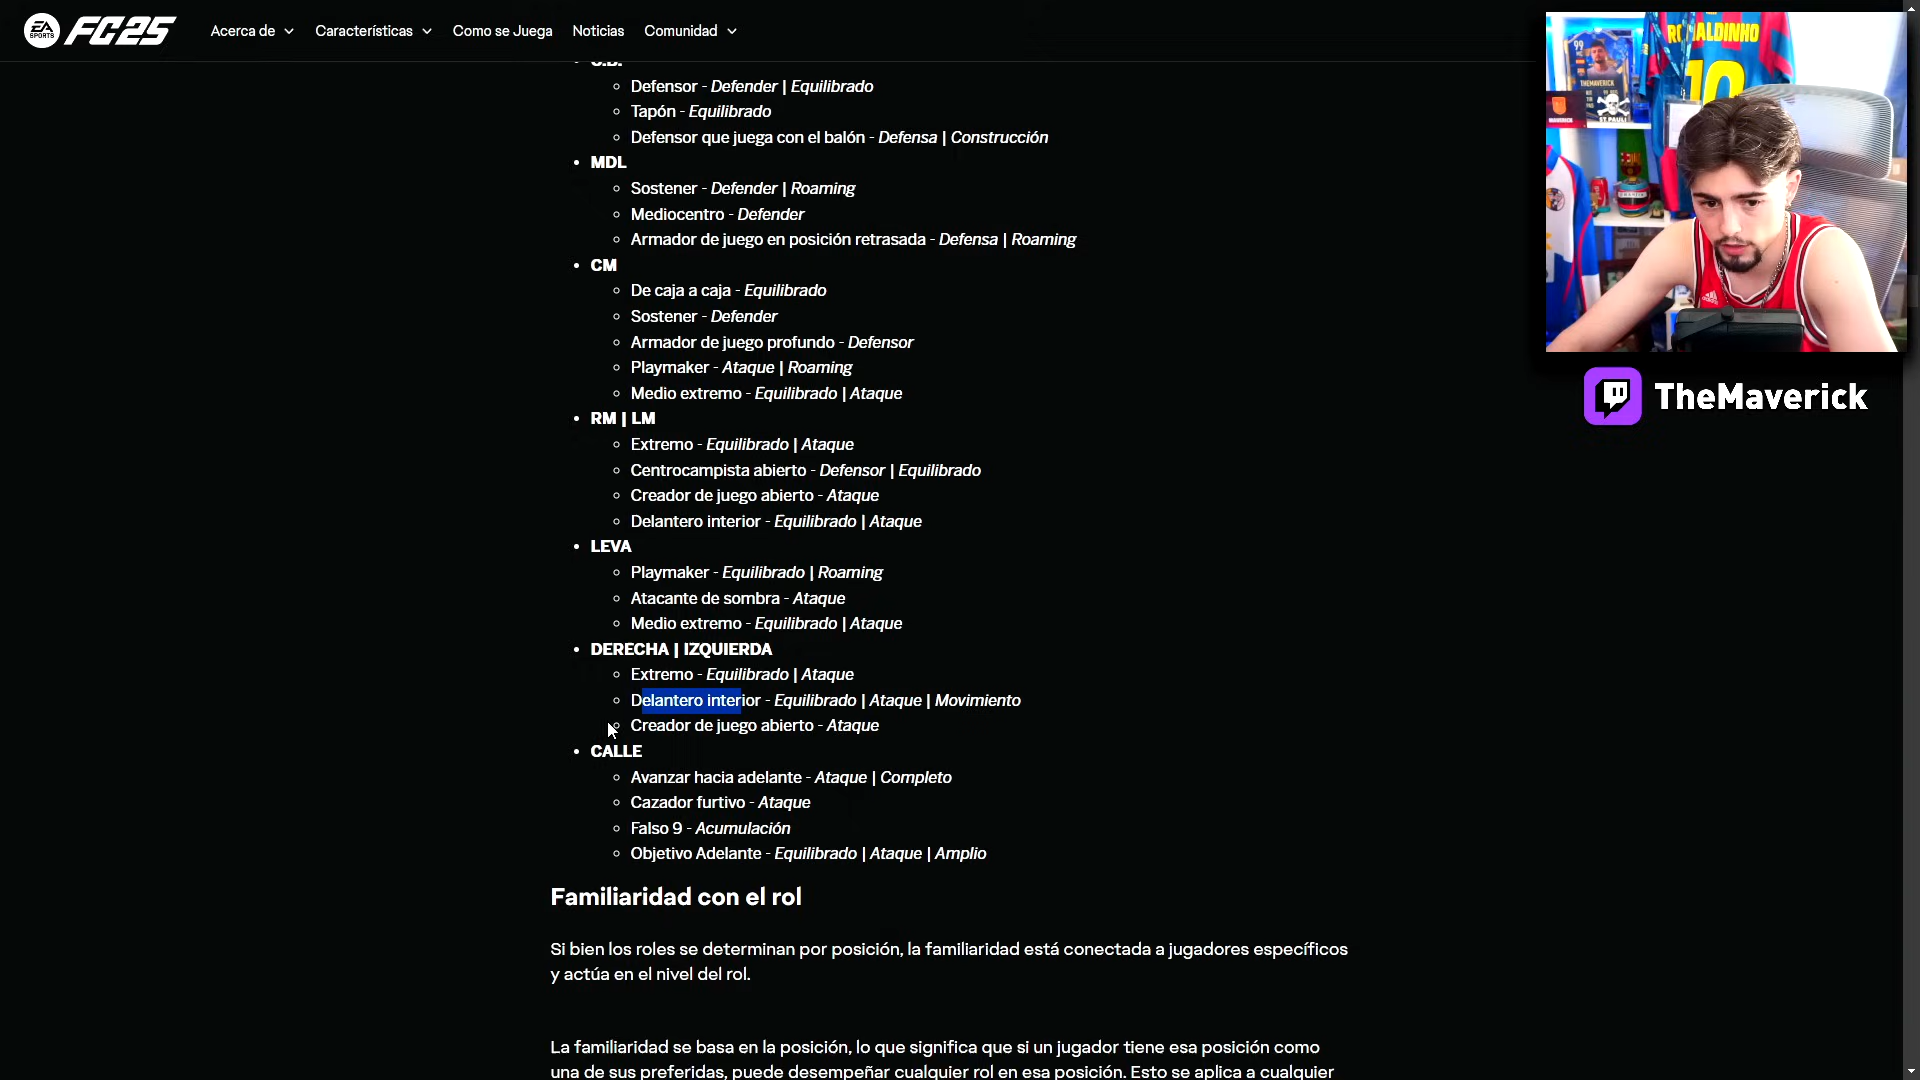 EA SPORTS FC25
Acerca de
Características
Como se Juega
Noticias
Comunidad
C.B.
Defensor - Defender | Equilibrado
Tapón - Equilibrado
Defensor que juega con el balón - Defensa | Construcción
MDL
Sostener - Defender | Roaming
Mediocentro - Defender
Armador de juego en posición retrasada - Defensa | Roaming
CM
De caja a caja - Equilibrado
Sostener - Defender
Armador de juego profundo - Defensor
Playmaker - Ataque | Roaming
Medio extremo - Equilibrado | Ataque
RM | LM
Extremo - Equilibrado | Ataque
Centrocampista abierto - Defensor | Equilibrado
Creador de juego abierto - Ataque
Delantero interior - Equilibrado | Ataque
LEVA
Playmaker - Equilibrado | Roaming
Atacante de sombra - Ataque
Medio extremo - Equilibrado | Ataque
DERECHA | IZQUIERDA
Extremo - Equilibrado | Ataque
Delantero interior - Equilibrado | Ataque | Movimiento
Creador de juego abierto - Ataque
CALLE
Avanzar hacia adelante - Ataque | Completo
Cazador furtivo - Ataque
Falso 9 - Acumulación
Objetivo Adelante - Equilibrado | Ataque | Amplio
Familiaridad con el rol
Si bien los roles se determinan por posición, la familiaridad está conectada a jugadores específicos
y actúa en el nivel del rol.
La familiaridad se basa en la posición, lo que significa que si un jugador tiene esa posición como
una de sus preferidas, puede desempeñar cualquier rol en esa posición. Esto se aplica a cualquier
99
THEMAVERICK
MAVERICK
ST. PAULI
10
TheMaverick